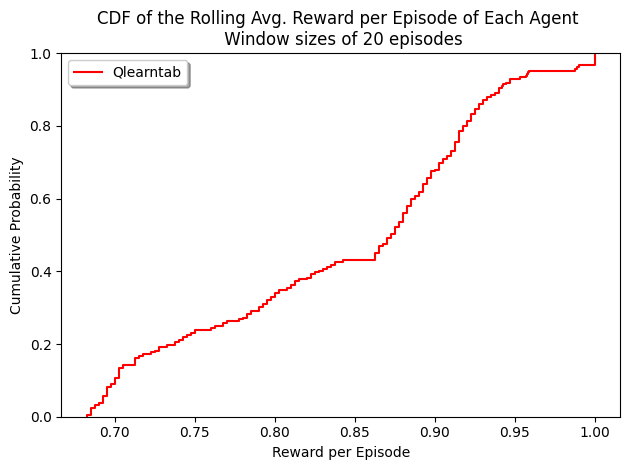 CDF of the Rolling Avg. Reward per Episode of Each Agent
Window sizes of 20 episodes
Qlearntab
1.0
0.8
0.6
0.4
0.2
0.0
Cumulative Probability
0.70
0.75
0.80
0.85
0.90
0.95
1.00
Reward per Episode